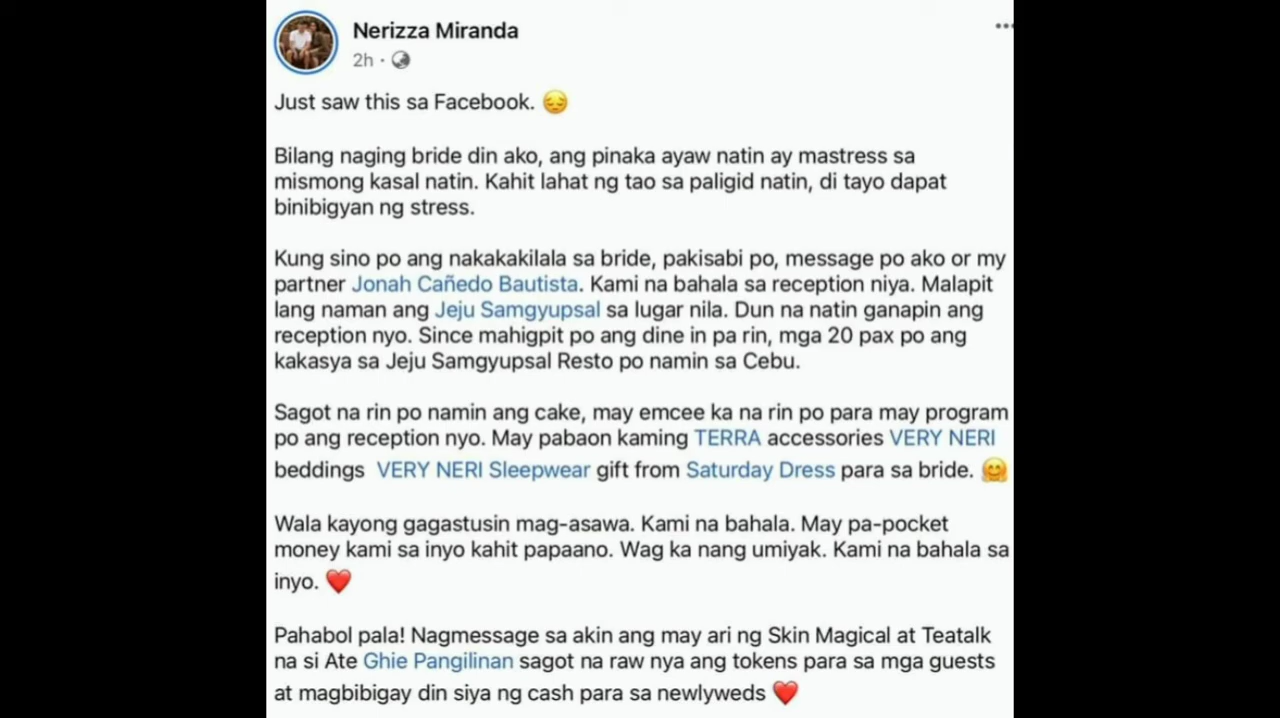 Nerizza Miranda
2h ·
Just saw this sa Facebook. 😔
Bilang naging bride din ako, ang pinaka ayaw natin ay mastress sa
mismong kasal natin. Kahit lahat ng tao sa paligid natin, di tayo dapat
binibigyan ng stress.
Kung sino po ang nakakakilala sa bride, pakisabi po, message po ako or my
partner Jonah Cañedo Bautista. Kami na bahala sa reception niya. Malapit
lang naman ang Jeju Samgyupsal sa lugar nila. Dun na natin ganapin ang
reception nyo. Since mahigpit po ang dine in pa rin, mga 20 pax po ang
kakasya sa Jeju Samgyupsal Resto po namin sa Cebu.
Sagot na rin po namin ang cake, may emcee ka na rin po para may program
po ang reception nyo. May pabaon kaming TERRA accessories VERY NERI
beddings VERY NERI Sleepwear gift from Saturday Dress para sa bride. 🤗
Wala kayong gagastusin mag-asawa. Kami na bahala. May pa-pocket
money kami sa inyo kahit papaano. Wag ka nang umiyak. Kami na bahala sa
inyo. ❤️
Pahabol pala! Nagmessage sa akin ang may ari ng Skin Magical at Teatalk
na si Ate Ghie Pangilinan sagot na raw nya ang tokens para sa mga guests
at magbibigay din siya ng cash para sa newlyweds ❤️